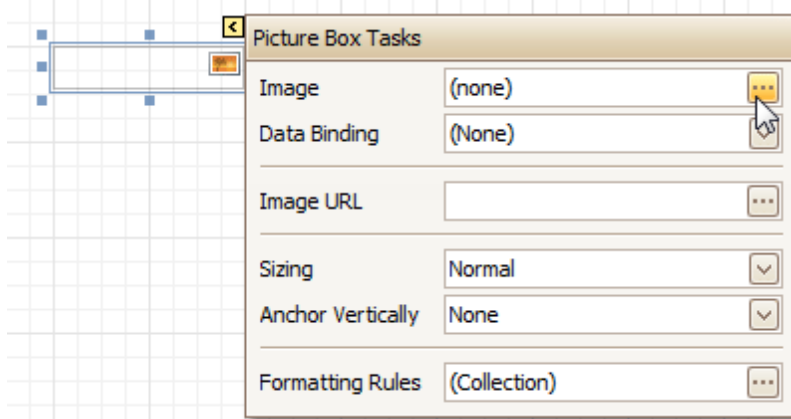 Picture Box Tasks
Image (none)
Data Binding (None)
Image URL
Sizing Normal
Anchor Vertically None
Formatting Rules (Collection)